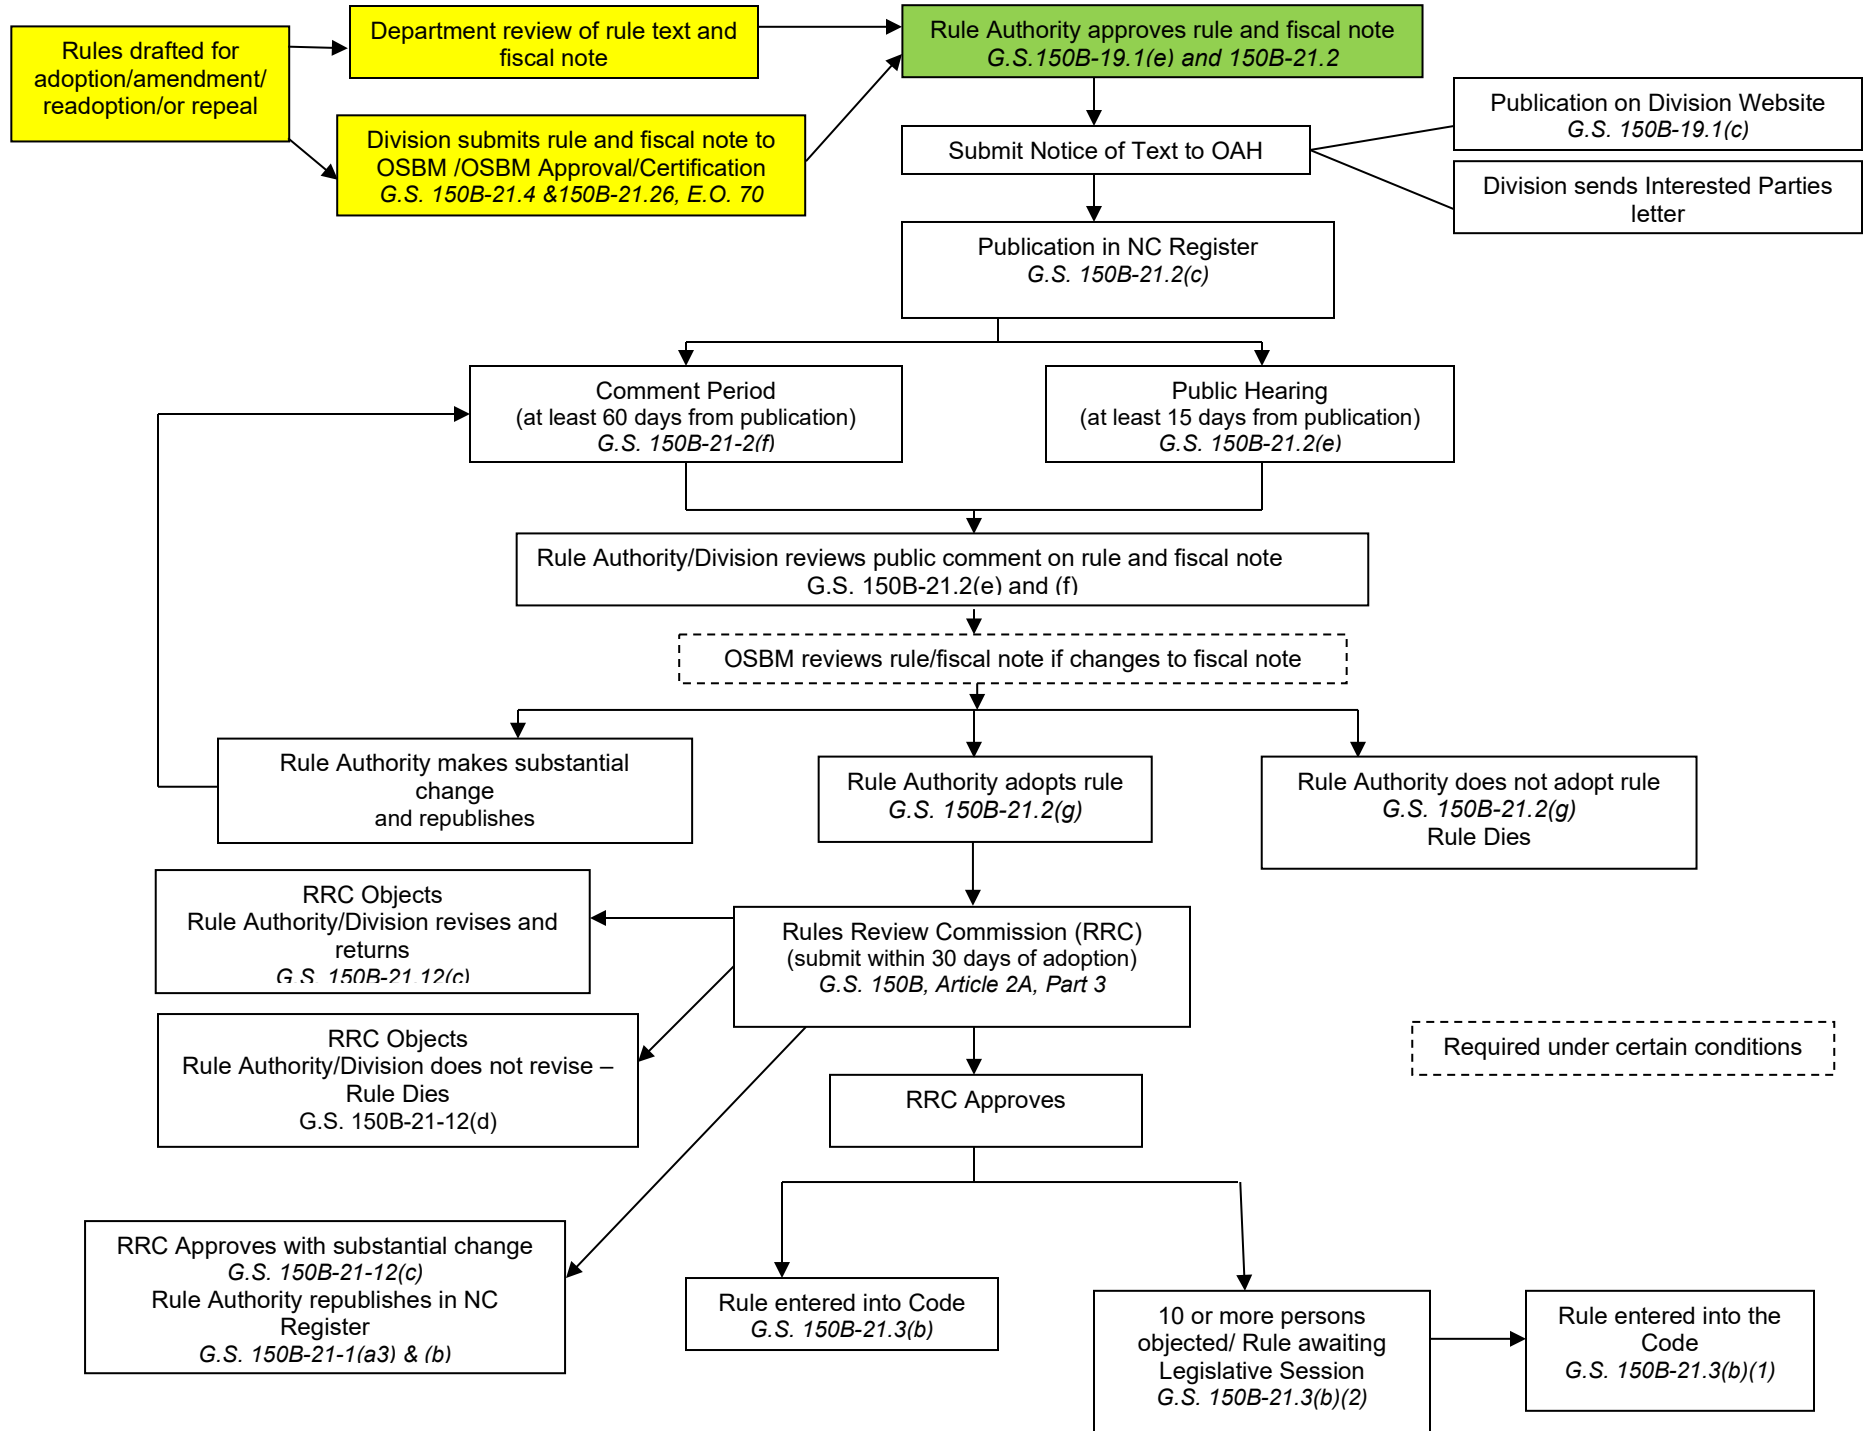 Rules drafted for
adoption/amendment/
readoption/or repeal
Department review of rule text and
fiscal note
Division submits rule and fiscal note to
OSBM /OSBM Approval/Certification
G.S. 150B-21.4 &150B-21.26, E.O. 70
Rule Authority approves rule and fiscal note
G.S.150B-19.1(e) and 150B-21.2
Submit Notice of Text to OAH
Publication on Division Website
G.S. 150B-19.1(c)
Division sends Interested Parties
letter
Publication in NC Register
G.S. 150B-21.2(c)
Comment Period
(at least 60 days from publication)
G.S. 150B-21-2(f)
Public Hearing
(at least 15 days from publication)
G.S. 150B-21.2(e)
Rule Authority/Division reviews public comment on rule and fiscal note
G.S. 150B-21.2(e) and (f)
OSBM reviews rule/fiscal note if changes to fiscal note
Rule Authority makes substantial
change
and republishes
Rule Authority adopts rule
G.S. 150B-21.2(g)
Rule Authority does not adopt rule
G.S. 150B-21.2(g)
Rule Dies
RRC Objects
Rule Authority/Division revises and
returns
G.S. 150B-21.12(c)
Rules Review Commission (RRC)
(submit within 30 days of adoption)
G.S. 150B, Article 2A, Part 3
RRC Objects
Rule Authority/Division does not revise –
Rule Dies
G.S. 150B-21-12(d)
Required under certain conditions
RRC Approves
RRC Approves with substantial change
G.S. 150B-21-12(c)
Rule Authority republishes in NC
Register
G.S. 150B-21-1(a3) & (b)
Rule entered into Code
G.S. 150B-21.3(b)
10 or more persons
objected/ Rule awaiting
Legislative Session
G.S. 150B-21.3(b)(2)
Rule entered into the
Code
G.S. 150B-21.3(b)(1)